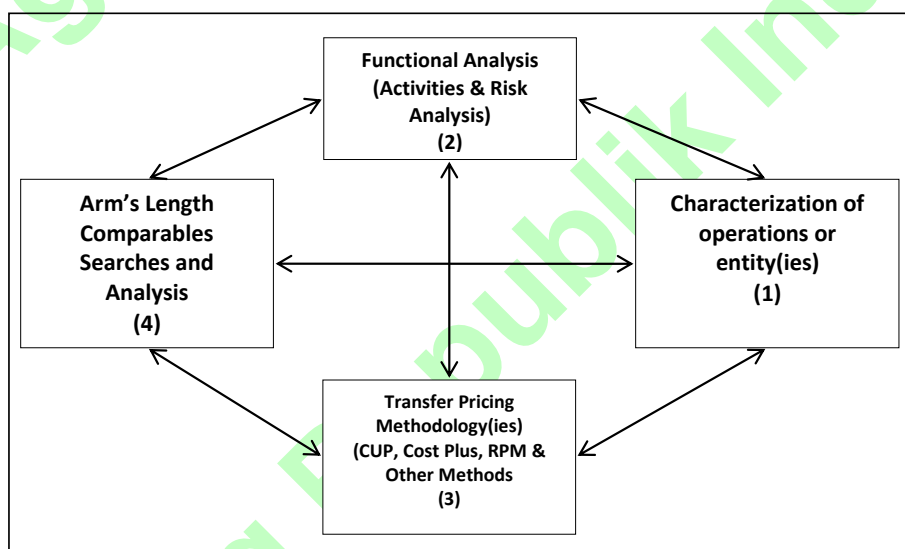 Functional Analysis
(Activities & Risk
Analysis)
(2)
Arm's Length
Comparables
Searches and
Analysis
(4)
Characterization of
operations or
entity(ies)
(1)
Transfer Pricing
Methodology(ies)
(CUP, Cost Plus, RPM &
Other Methods
(3)
publik